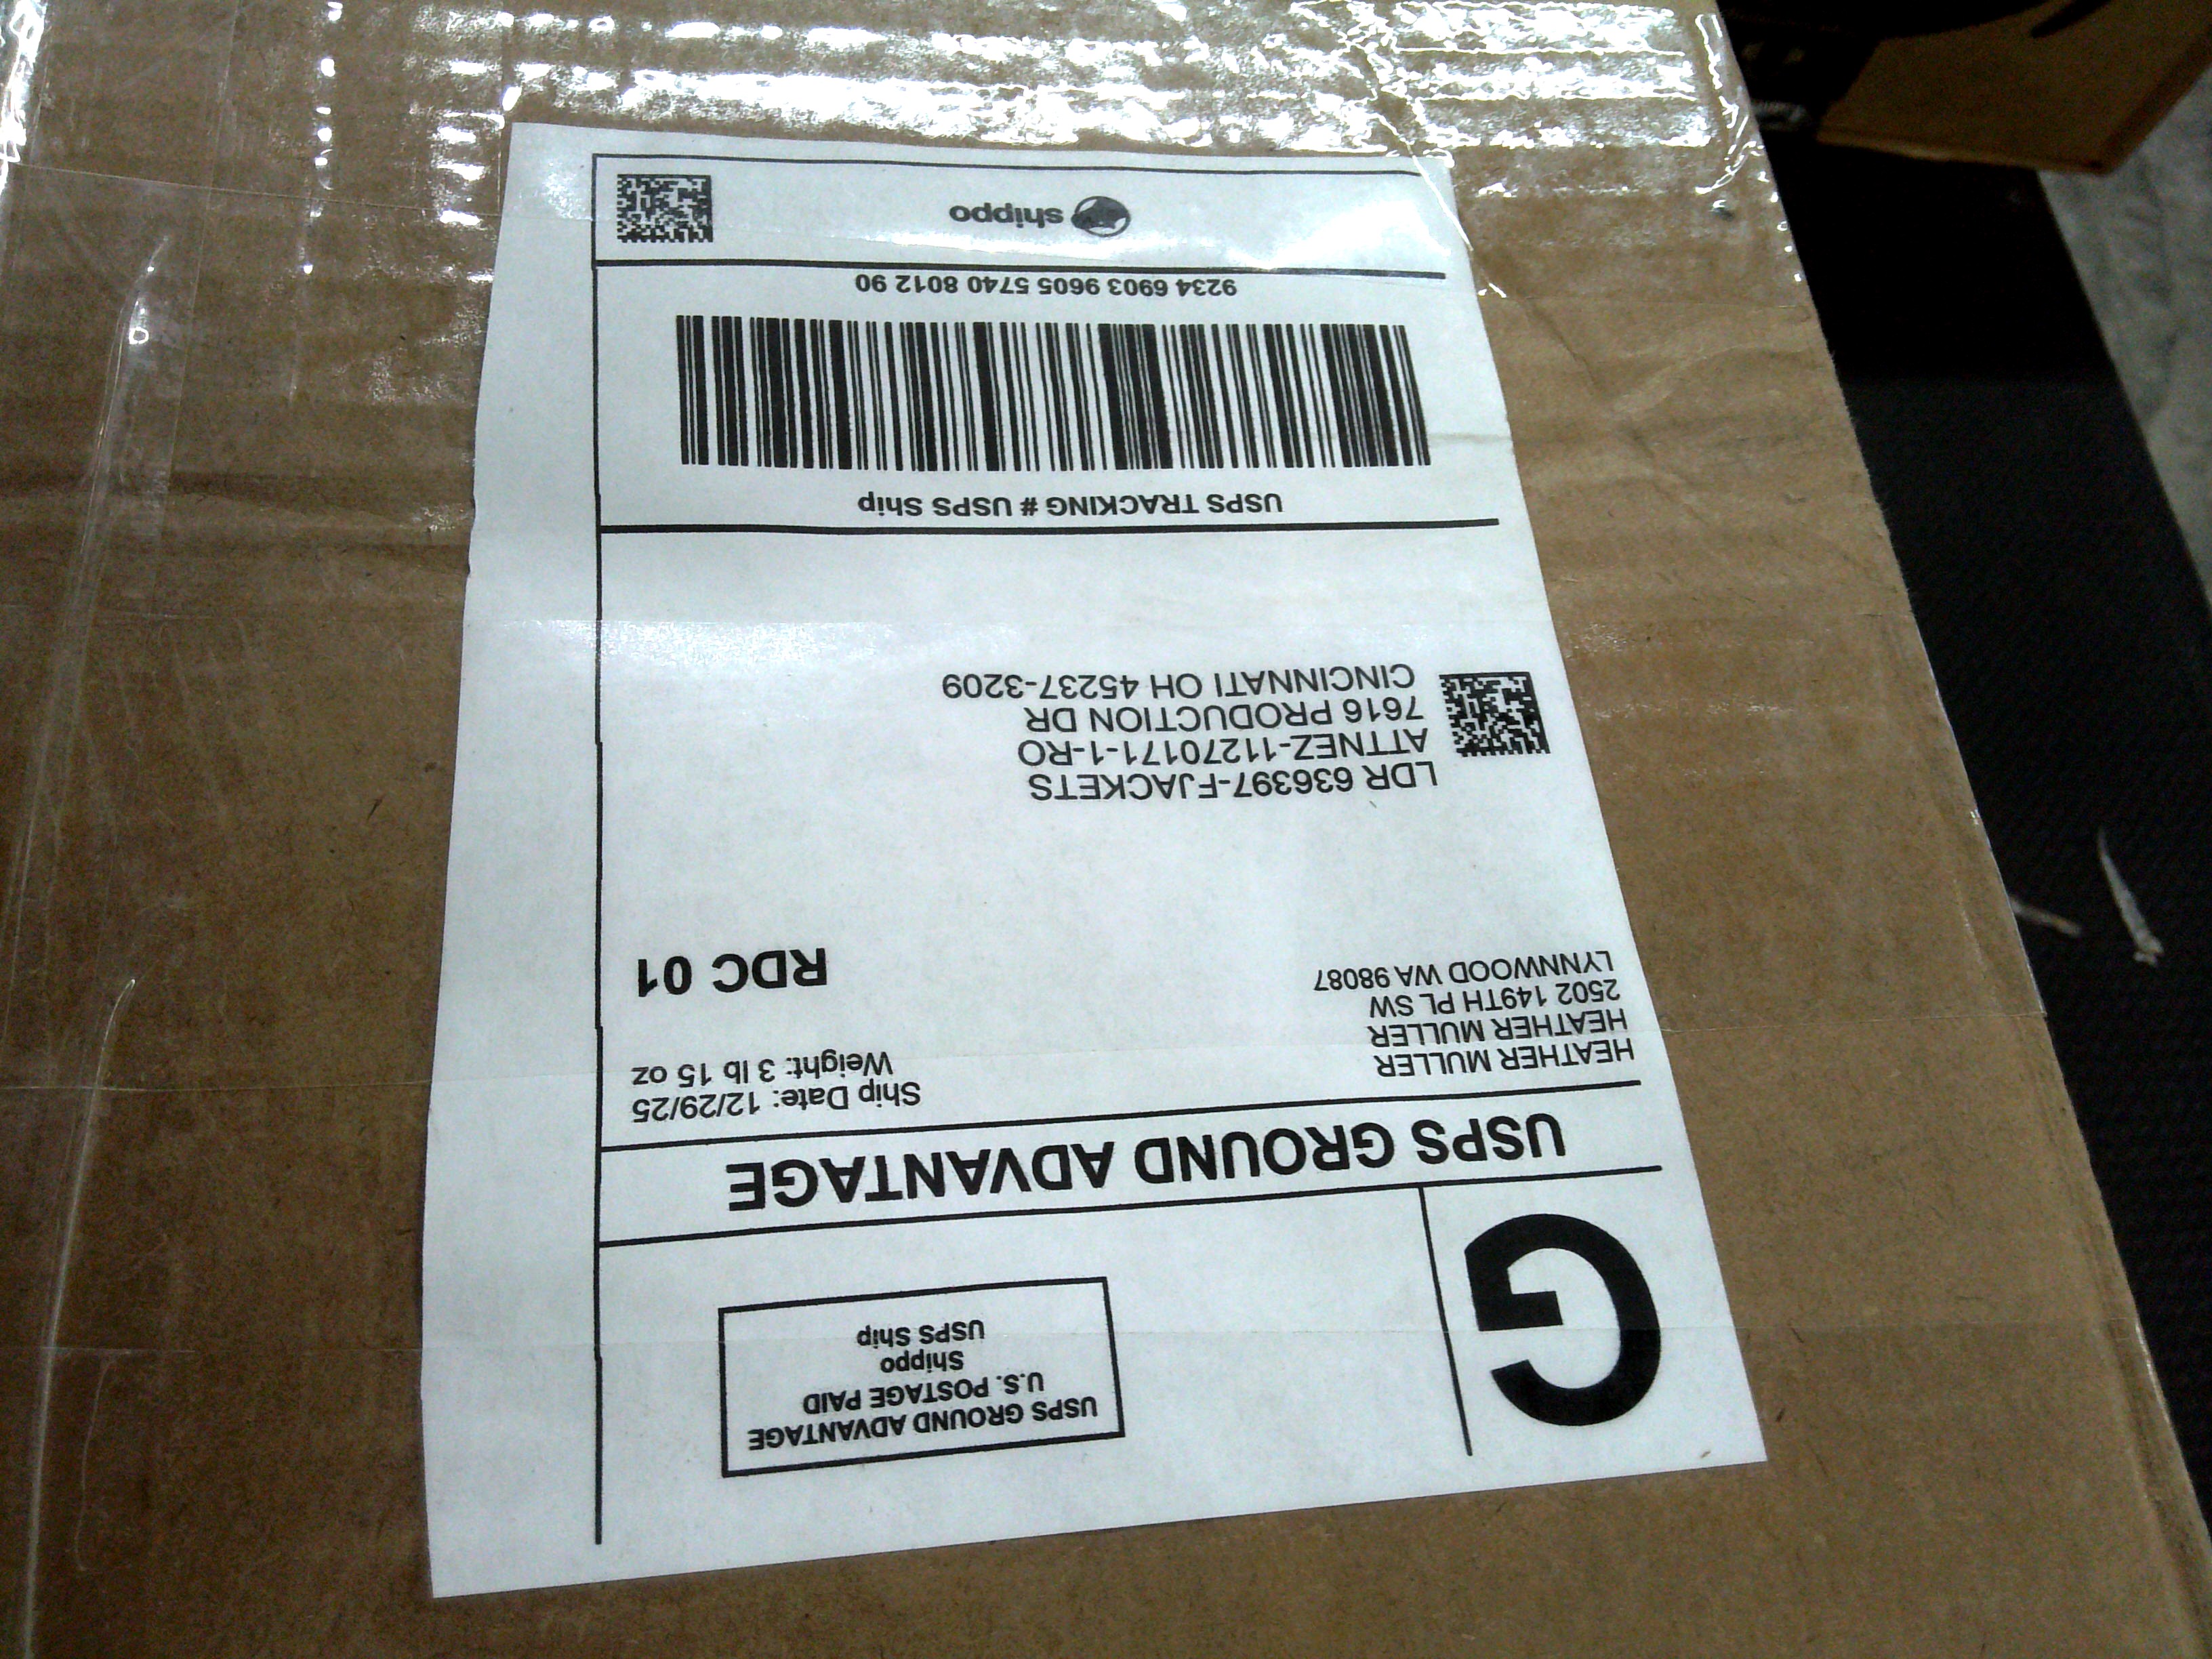 G
USPS GROUND ADVANTAGE
U.S. POSTAGE PAID
Shippo
USPS Ship
USPS GROUND ADVANTAGE
HEATHER MULLER
HEATHER MULLER
2502 149TH PL SW
LYNNWOOD WA 98087
Ship Date: 12/29/25
Weight: 3 lb 15 oz
RDC 01
LDR 636397-FJACKETS
ATTNEZ-11270171-1-RO
7616 PRODUCTION DR
CINCINNATI OH 45237-3209
USPS TRACKING # USPS Ship
9234 6903 9605 5740 8012 90
shippo